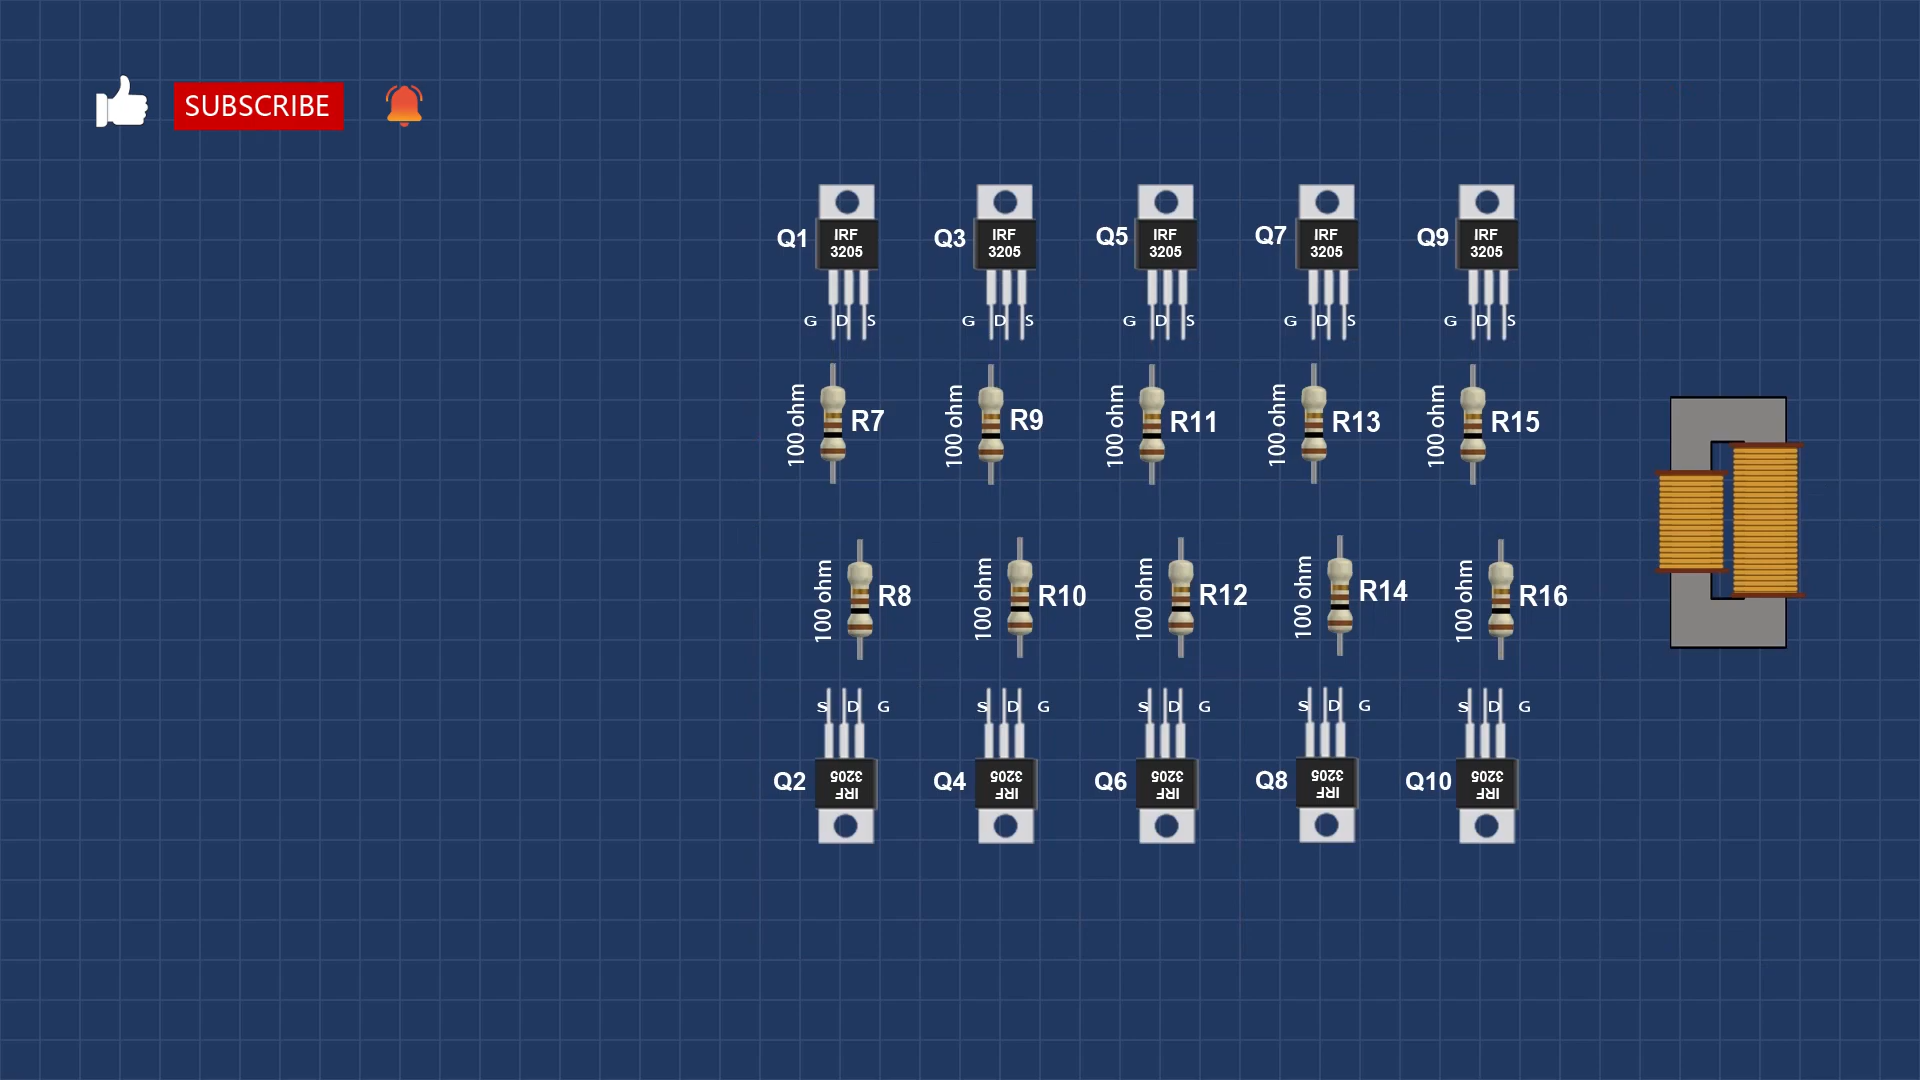 SUBSCRIBE
Q1 IRF 3205 Q3 IRF 3205 Q5 IRF 3205 Q7 IRF 3205 Q9 IRF 3205
G D S G D S G D S G D S G D S
100 ohm R7 100 ohm R9 100 ohm R11 100 ohm R13 100 ohm R15
100 ohm R8 100 ohm R10 100 ohm R12 100 ohm R14 100 ohm R16
S D G S D G S D G S D G S D G
Q2 IRF 3205 Q4 IRF 3205 Q6 IRF 3205 Q8 IRF 3205 Q10 IRF 3205